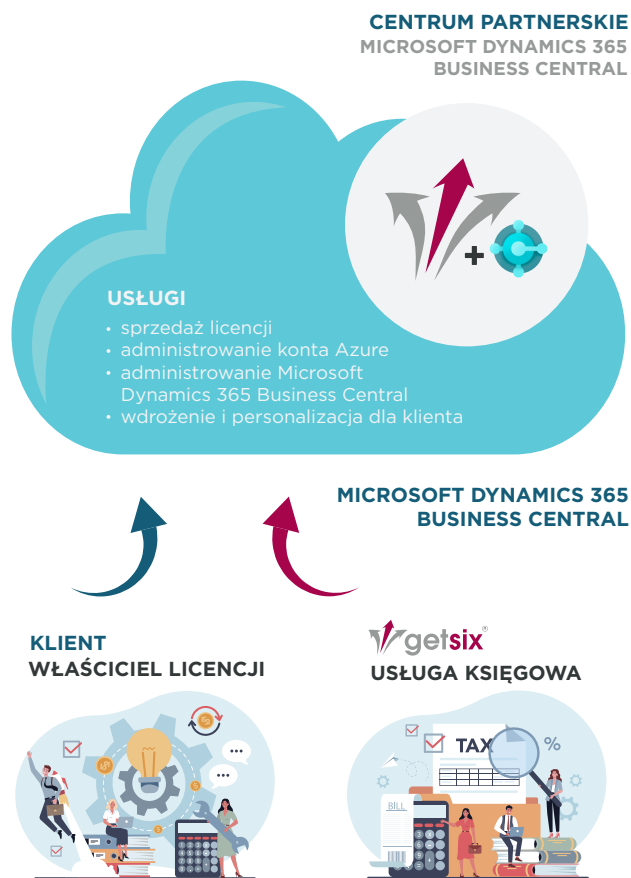 CENTRUM PARTNERSKIE
MICROSOFT DYNAMICS 365
BUSINESS CENTRAL
+
USŁUGI
• sprzedaż licencji
• administrowanie konta Azure
• administrowanie Microsoft
Dynamics 365 Business Central
• wdrożenie i personalizacja dla klienta
MICROSOFT DYNAMICS 365
BUSINESS CENTRAL
KLIENT
WŁAŚCICIEL LICENCJI
getsix®
USŁUGA KSIĘGOWA
TAX
%
BILL